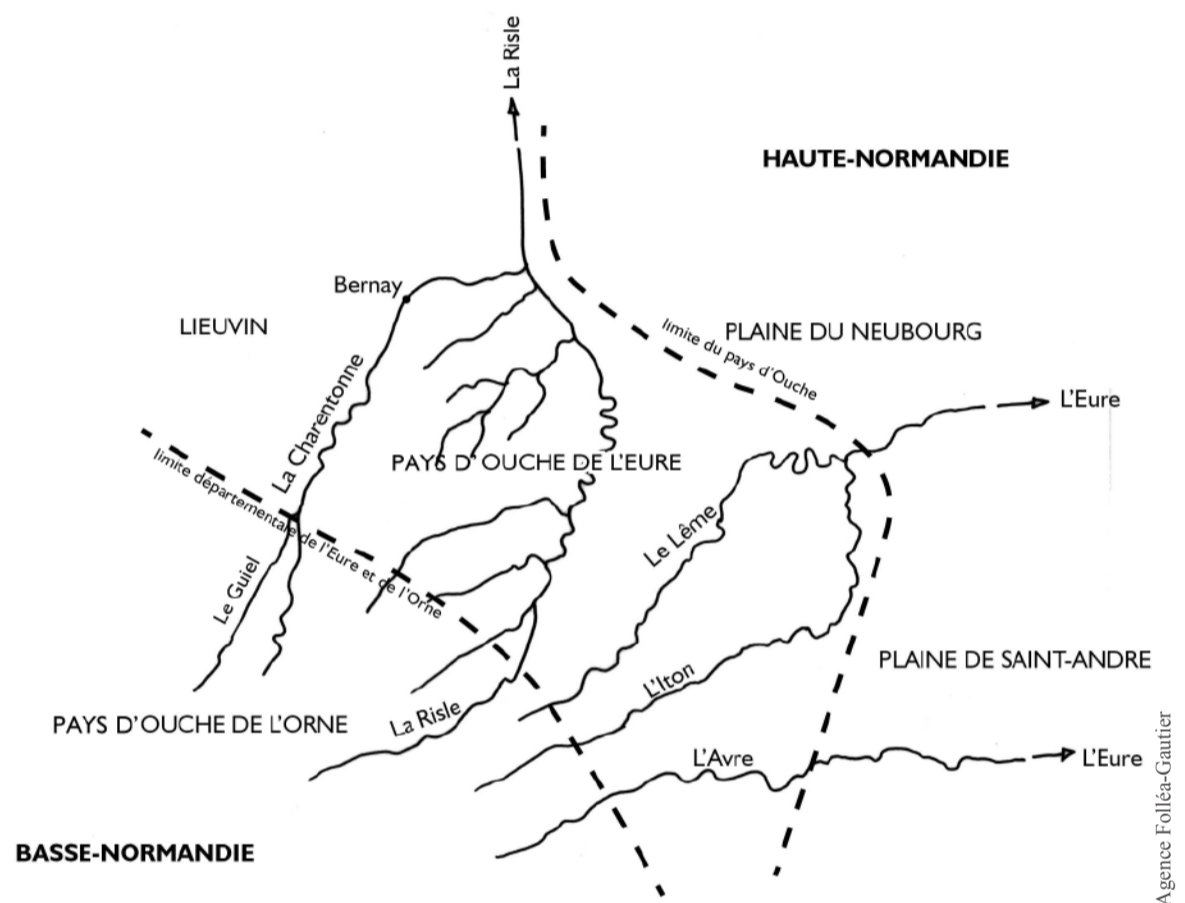 La Risle
HAUTE-NORMANDIE
Bernay
LIEUVIN
PLAINE DU NEUBOURG
limite du pays d'Ouche
L'Eure
La Charentonne
PAYS D'OUCHE DE L'EURE
limite départementale de l'Eure et de l'Orne
Le Lême
Le Guiel
PLAINE DE SAINT-ANDRE
L'Iton
La Risle
PAYS D'OUCHE DE L'ORNE
L'Avre
L'Eure
BASSE-NORMANDIE
Agence Folléa-Gautier